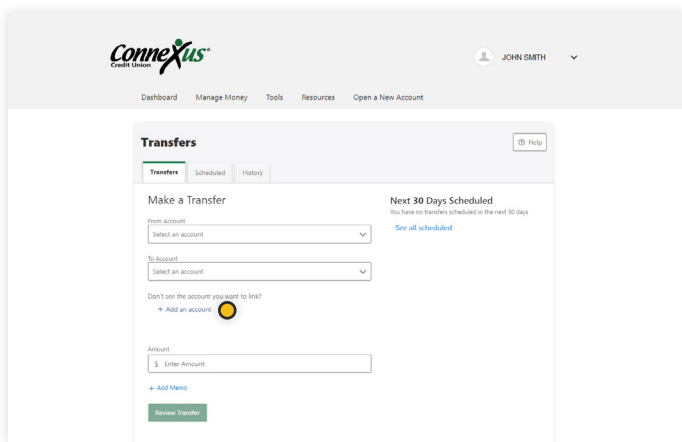 Connexus®
Credit Union
JOHN SMITH
Dashboard Manage Money Tools Resources Open a New Account
Transfers
Help
Transfers Scheduled History
Make a Transfer
From Account
Select an account
To Account
Select an account
Don't see the account you want to link?
+ Add an account
Amount
$ Enter Amount
+ Add Memo
Review Transfer
Next 30 Days Scheduled
You have no transfers scheduled in the next 30 days
See all scheduled